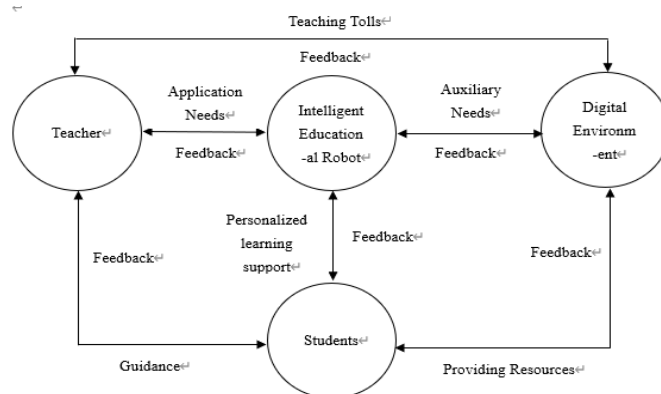 Teaching Tolls
Feedback
Teacher
Application
Needs
Feedback
Intelligent
Education
-al Robot
Auxiliary
Needs
Feedback
Digital
Environm
-ent
Feedback
Personalized
learning
support
Feedback
Feedback
Students
Guidance
Providing Resources